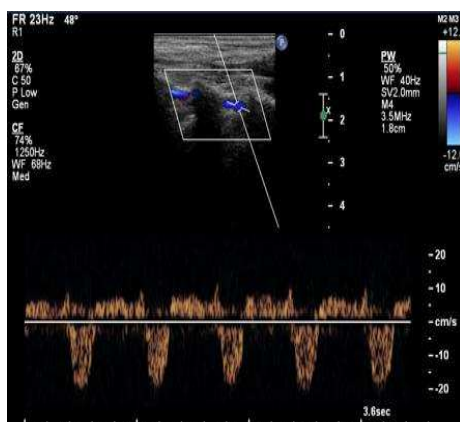 FR 23Hz 48°
R1
M2 M3
+12.
2D
67%
C 50
P Low
Gen
CF
74%
1250Hz
WF 68Hz
Med
P
0
1
2
3
4
x
PW
50%
WF 40Hz
SV2.0mm
M4
3.5MHz
1.8cm
-12.
cm/s
20
10
cm/s
-10
-20
3.6sec